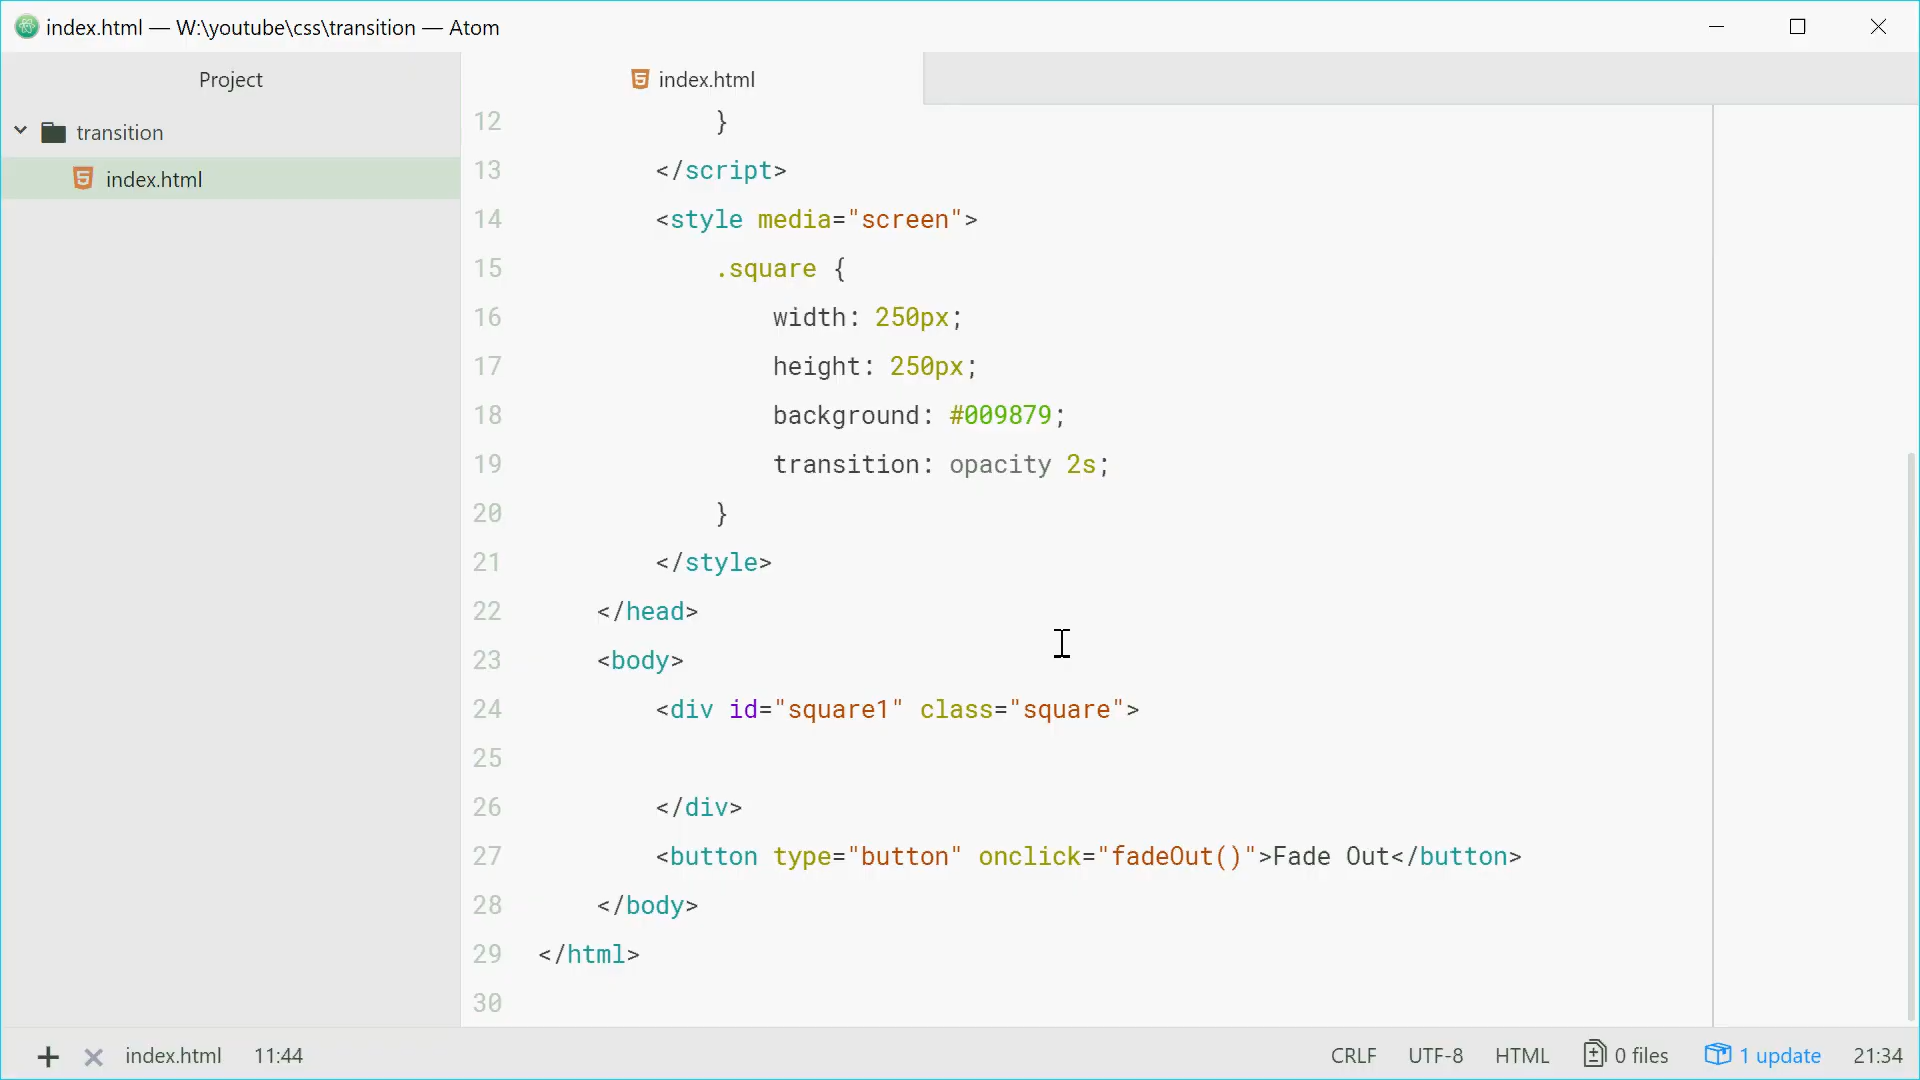 index.html — W:\youtube\css\transition — Atom
Project
transition
index.html
index.html
12 }
13 </script>
14 <style media="screen">
15 .square {
16 width: 250px;
17 height: 250px;
18 background: #009879;
19 transition: opacity 2s;
20 }
21 </style>
22 </head>
23 <body>
24 <div id="square1" class="square">
25
26 </div>
27 <button type="button" onclick="fadeOut()">Fade Out</button>
28 </body>
29 </html>
30
index.html 11:44 CRLF UTF-8 HTML 0 files 1 update 21:34